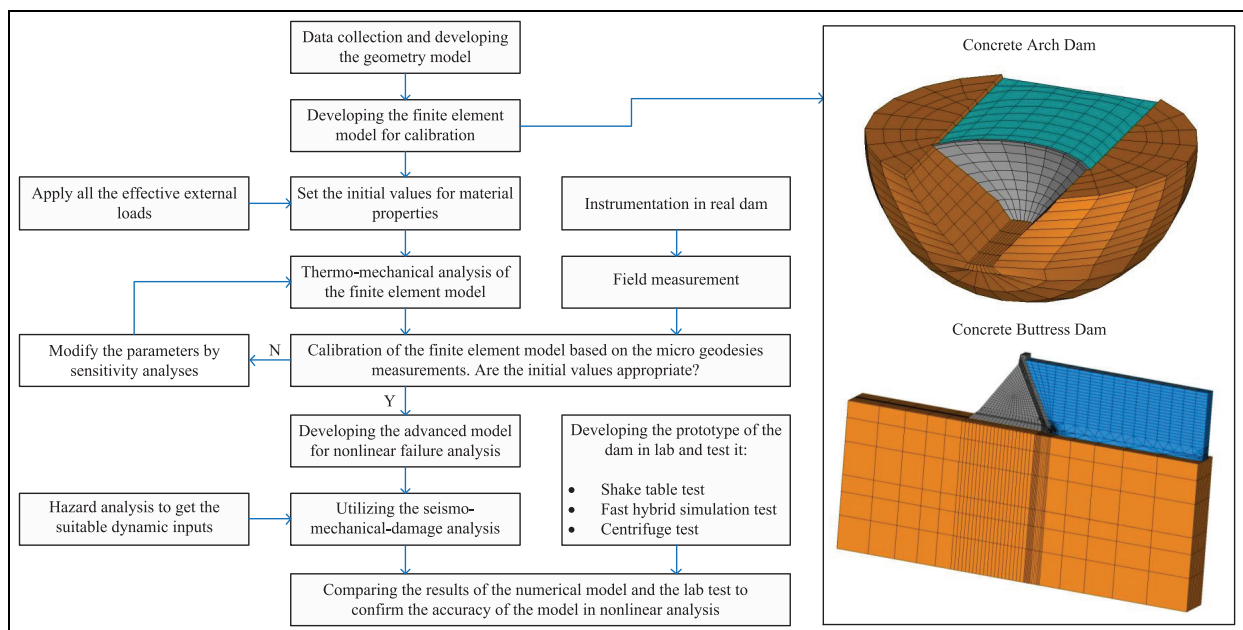 Data collection and developing
the geometry model
Developing the finite element
model for calibration
Apply all the effective external
loads
Set the initial values for material
properties
Instrumentation in real dam
Thermo-mechanical analysis of
the finite element model
Field measurement
Modify the parameters by
sensitivity analyses
N
Calibration of the finite element model based on the micro geodesies
measurements. Are the initial values appropriate?
Y
Developing the advanced model
for nonlinear failure analysis
Developing the prototype of the
dam in lab and test it:
• Shake table test
• Fast hybrid simulation test
• Centrifuge test
Hazard analysis to get the
suitable dynamic inputs
Utilizing the seismo-
mechanical-damage analysis
Comparing the results of the numerical model and the lab test to
confirm the accuracy of the model in nonlinear analysis
Concrete Arch Dam
Concrete Buttress Dam